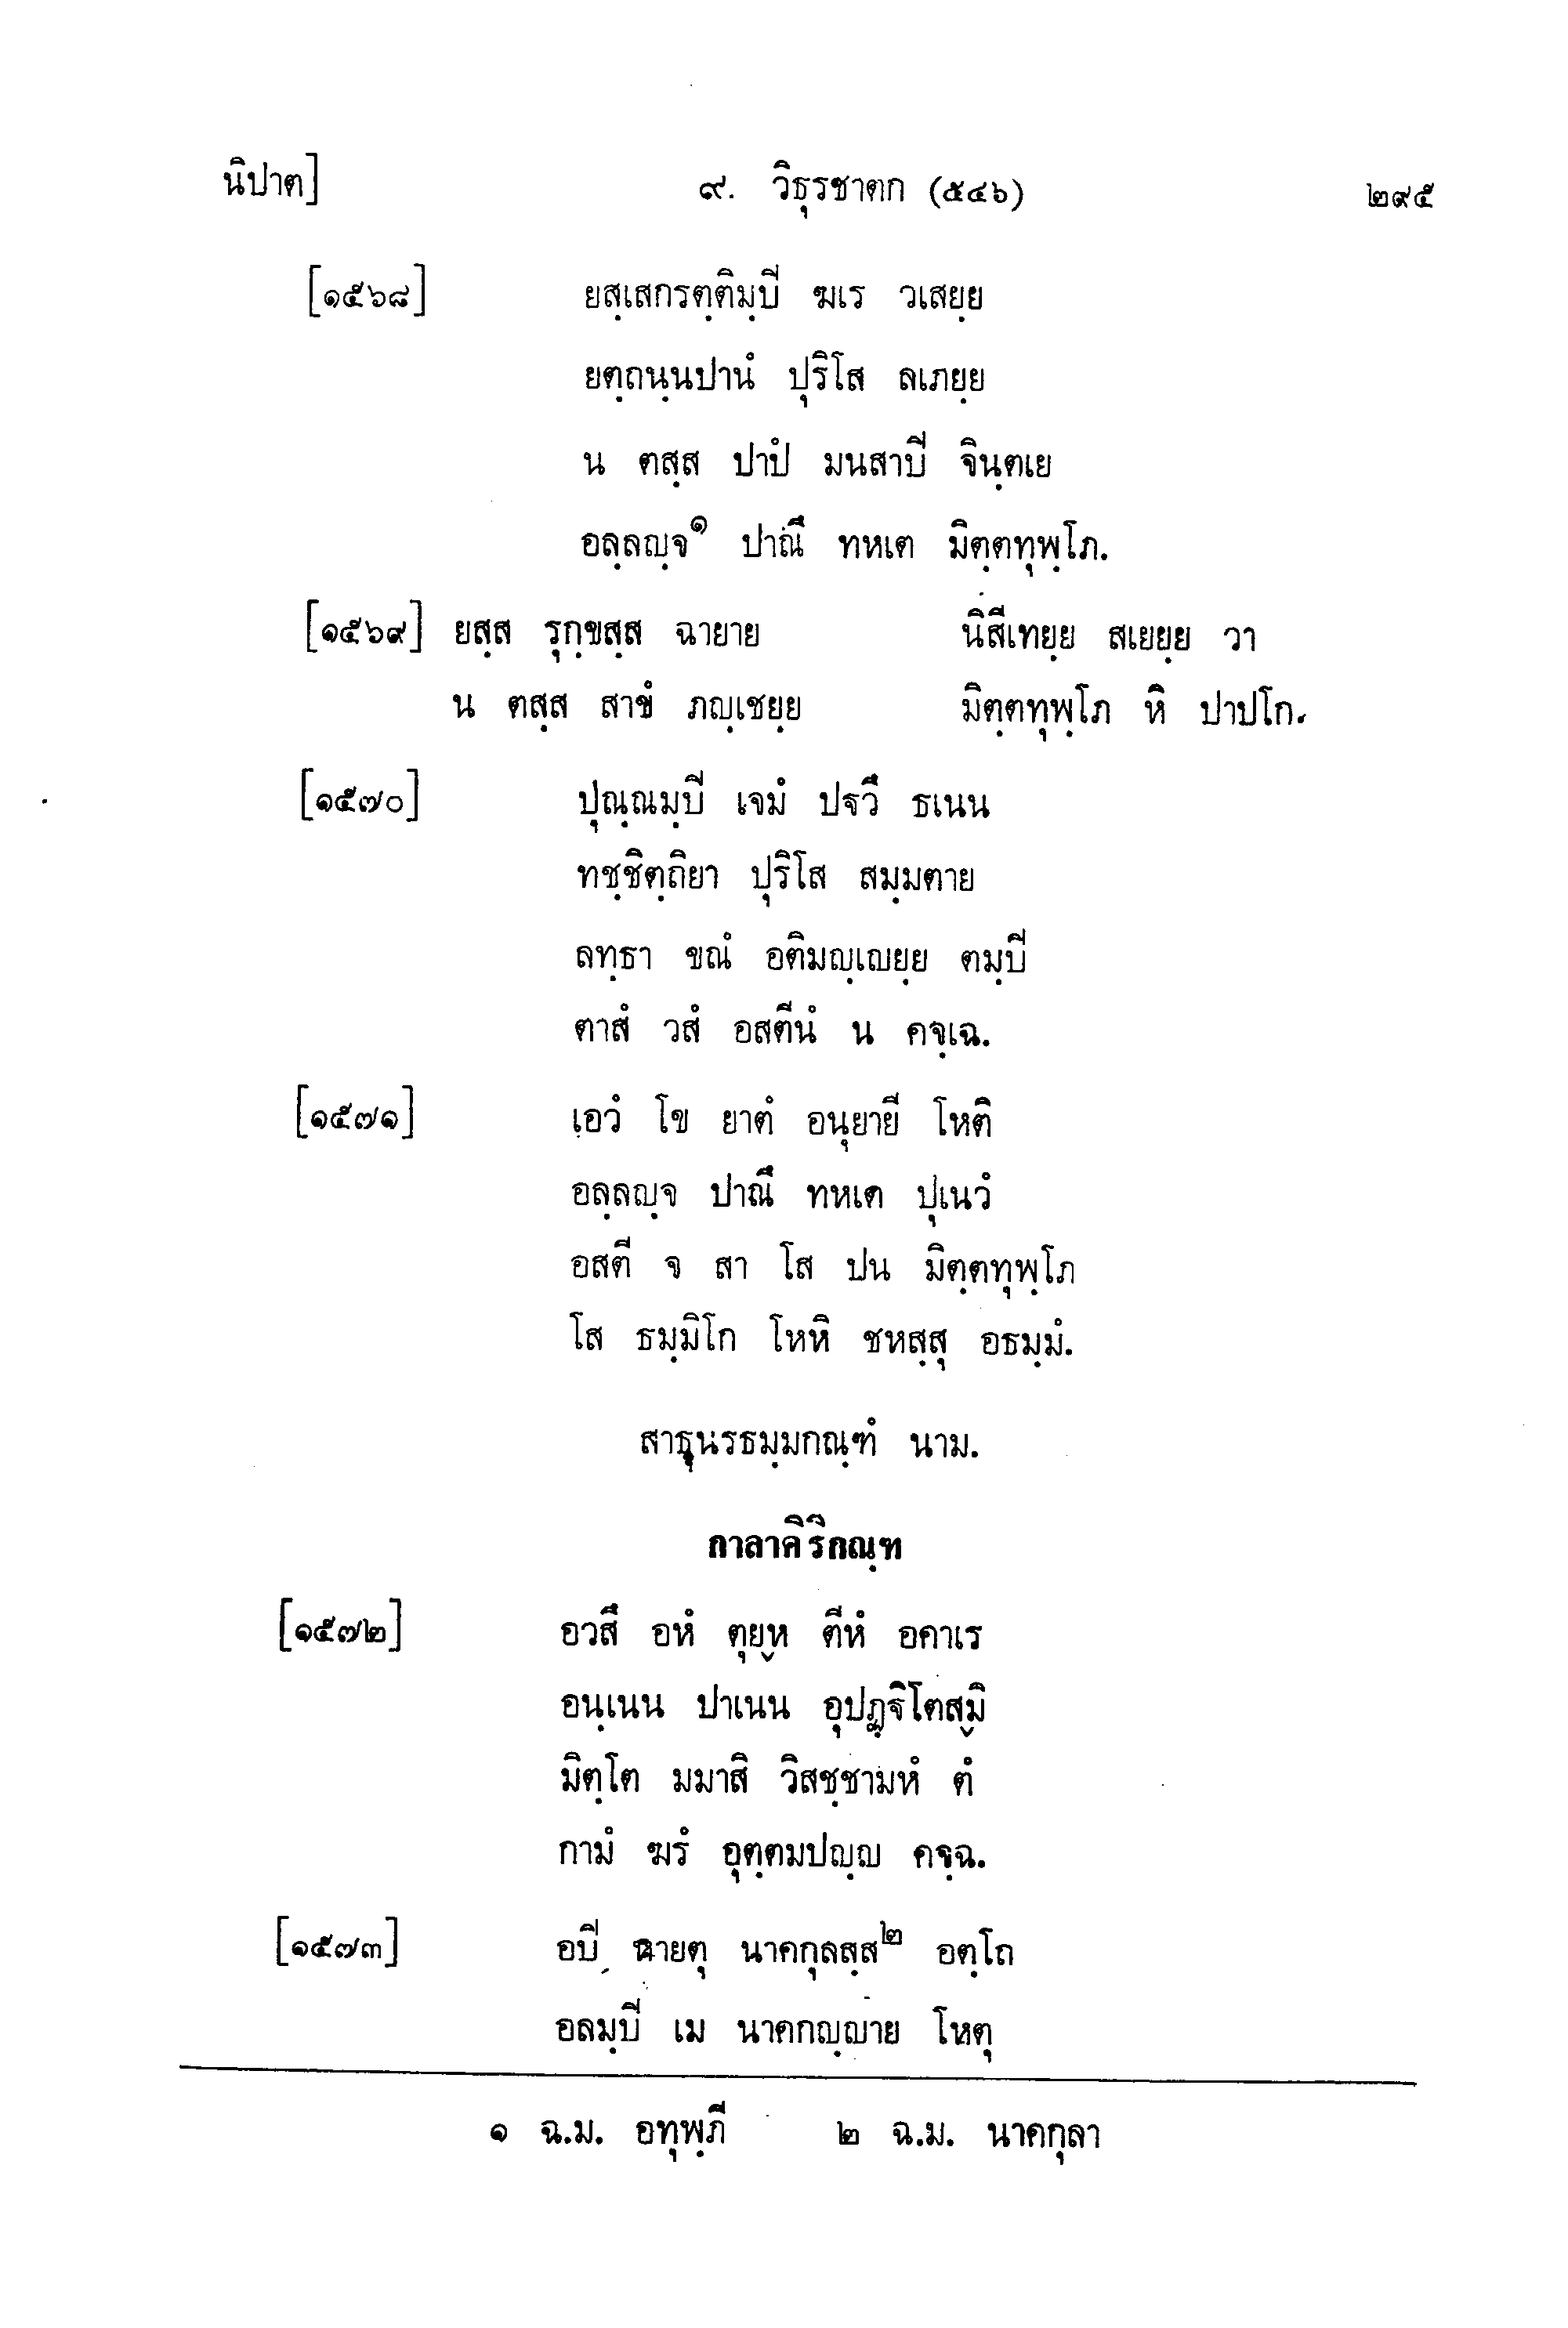 นิปาต] ๙. วิธุรชาตก (๕๔๖) ๒๙๕
[๑๕๖๘] ยสฺเสกรตฺติมฺปี ฆเร วเสยฺย
ยตฺถนฺนปานํ ปุริโส ลเภยฺย
น ตสฺส ปาปํ มนสาปี จินฺตเย
อลฺลญฺจ๑ ปาณึ ทหเต มิตฺตทุพฺโภ.
[๑๕๖๙] ยสฺส รุกฺขสฺส ฉายาย นิสีเทยฺย สเยยฺย วา
น ตสฺส สาขํ ภญฺเชยฺย มิตฺตทุพฺโภ หิ ปาปโก.
[๑๕๗๐] ปุณฺณมฺปี เจมํ ปฐวึ ธเนน
ทชฺชิตฺถิยา ปุริโส สมฺมตาย
ลทฺธา ขณํ อติมญฺเญยฺย ตมฺปี
ตาสํ วสํ อสตีนํ น คจฺเฉ.
[๑๕๗๑] เอวํ โข ยาตํ อนุยายี โหติ
อลฺลญฺจ ปาณึ ทหเต ปุเนวํ
อสตี จ สา โส ปน มิตฺตทุพฺโภ
โส ธมฺมิโก โหหิ ชหสฺสุ อธมฺมํ.
สาธุนรธมฺมกณฺฑํ นาม.
กาลาคิริกณฺฑ
[๑๕๗๒] อวสึ อหํ ตุยฺห ตีหํ อคาเร
อนฺเนน ปาเนน อุปฏฺฐิโตสฺมิ
มิตฺโต มมาสิ วิสชฺชามหํ ตํ
กามํ ฆรํ อุตฺตมปญฺญ คจฺฉ.
[๑๕๗๓] อปี หายตุ นาคกุลสฺส๒ อตฺโถ
อลมฺปี เม นาคกญฺญาย โหตุ
๑ ฉ.ม. อทุพฺภี ๒ ฉ.ม. นาคกุลา